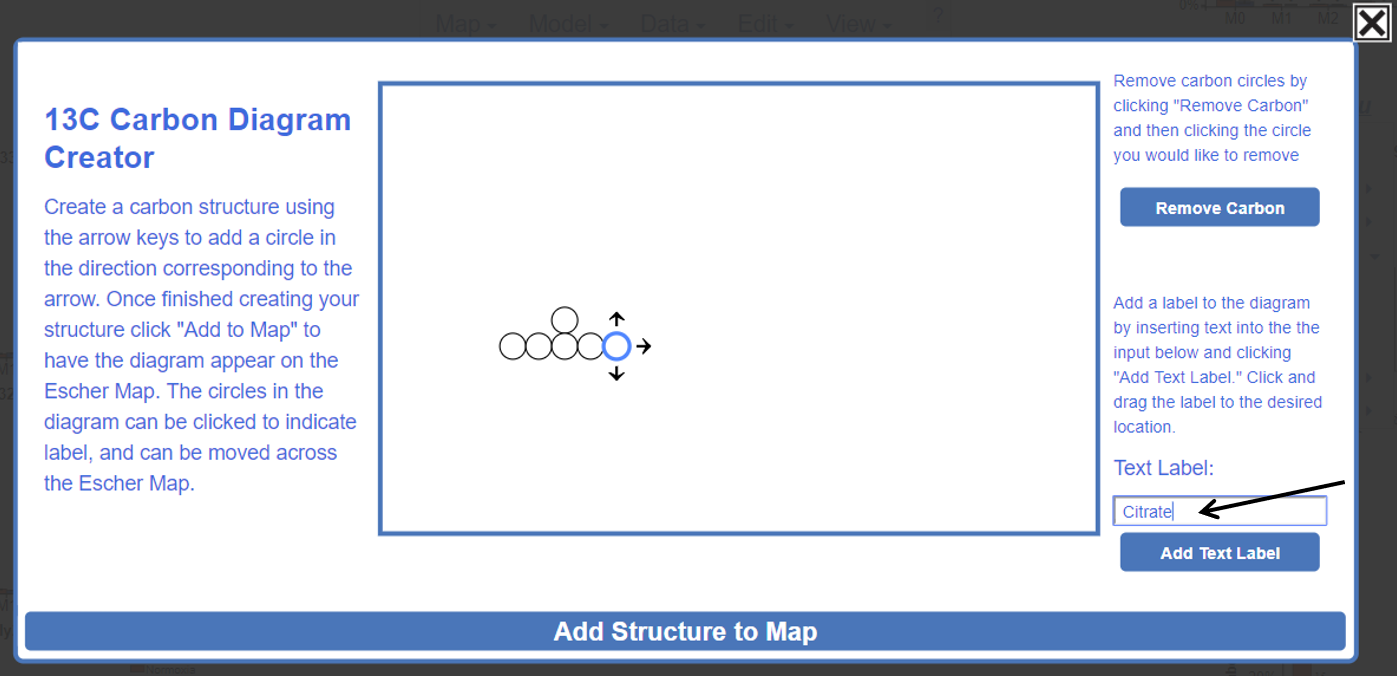 Map Model Data Edit View ?
0%
M0 M1 M2
13C Carbon Diagram
Creator
Create a carbon structure using
the arrow keys to add a circle in
the direction corresponding to the
arrow. Once finished creating your
structure click "Add to Map" to
have the diagram appear on the
Escher Map. The circles in the
diagram can be clicked to indicate
label, and can be moved across
the Escher Map.
Remove carbon circles by
clicking "Remove Carbon"
and then clicking the circle
you would like to remove
Remove Carbon
Add a label to the diagram
by inserting text into the the
input below and clicking
"Add Text Label." Click and
drag the label to the desired
location.
Text Label:
Citrate
Add Text Label
Add Structure to Map